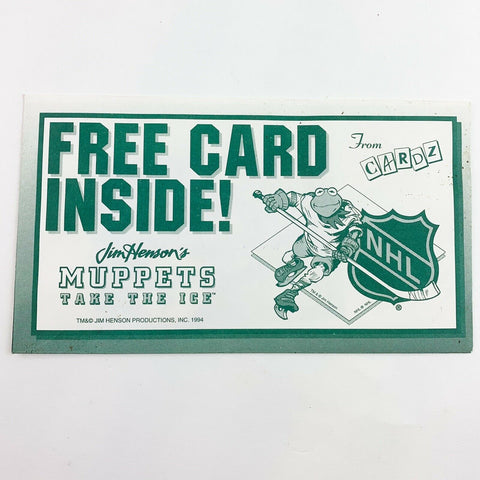 FREE CARD
INSIDE!
From
CARDZ
Jim Henson's
MUPPETS
TAKE THE ICE™
TM&© JIM HENSON PRODUCTIONS, INC. 1994
NHL
®